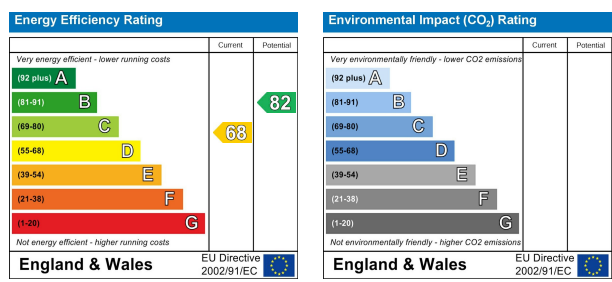 Energy Efficiency Rating
Current Potential
Very energy efficient - lower running costs
(92 plus) A
(81-91) B
(69-80) C
(55-68) D
(39-54) E
(21-38) F
(1-20) G
68
82
Not energy efficient - higher running costs
England & Wales
EU Directive
2002/91/EC
Environmental Impact (CO₂) Rating
Current Potential
Very environmentally friendly - lower CO2 emissions
(92 plus) A
(81-91) B
(69-80) C
(55-68) D
(39-54) E
(21-38) F
(1-20) G
Not environmentally friendly - higher CO2 emissions
England & Wales
EU Directive
2002/91/EC